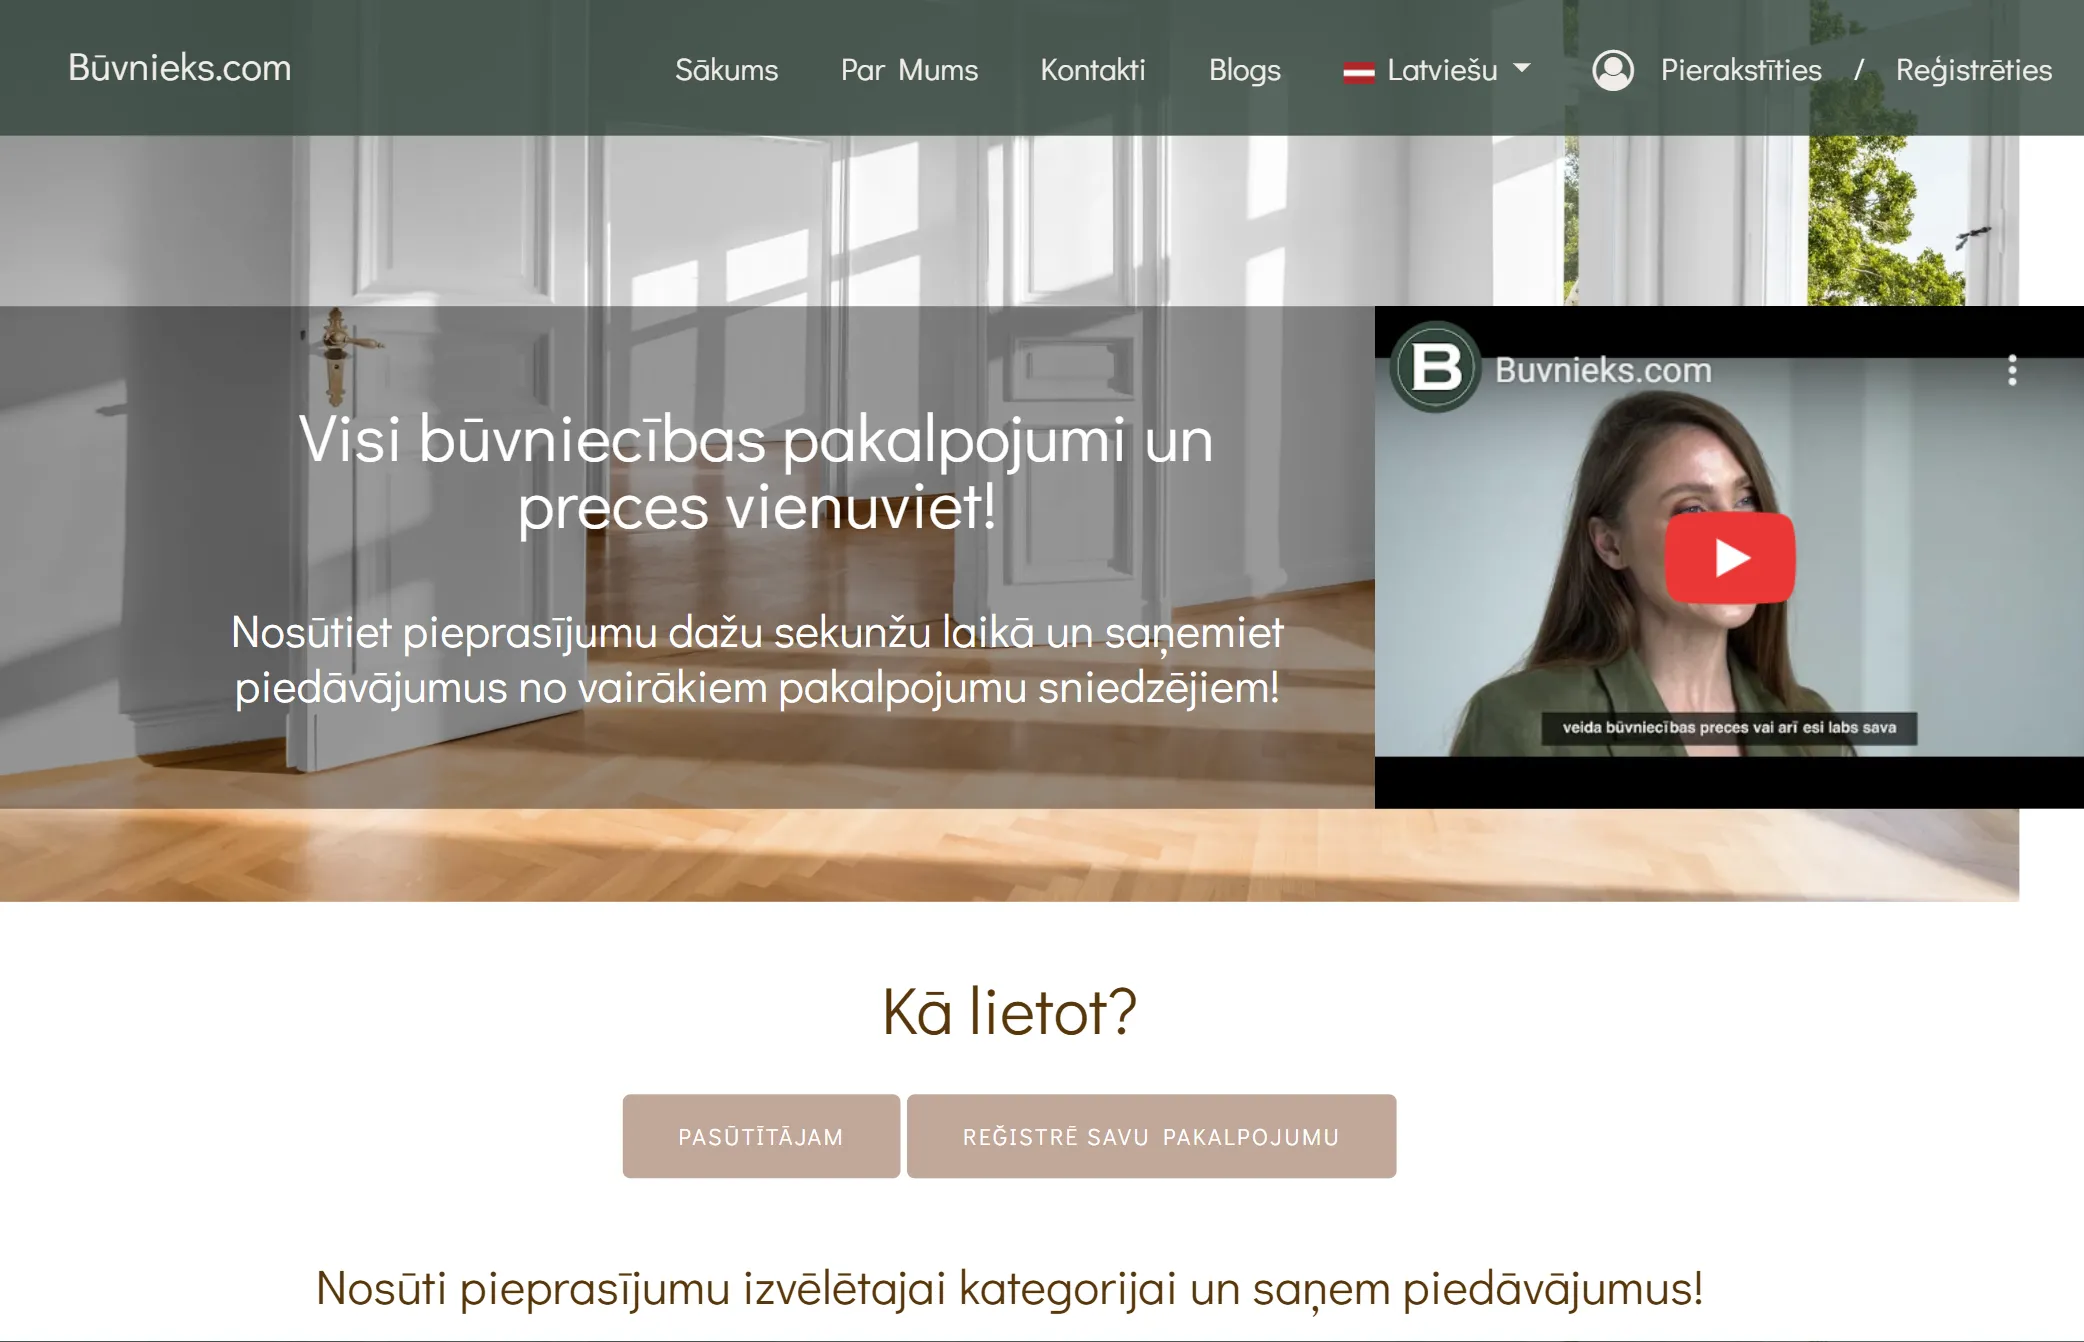 Būvnieks.com
Sākums
Par Mums
Kontakti
Blogs
Latviešu
Pierakstīties / Reģistrēties
Visi būvniecības pakalpojumi un
preces vienuviet!
Nosūtiet pieprasījumu dažu sekunžu laikā un saņemiet
piedāvājumus no vairākiem pakalpojumu sniedzējiem!
B
Buvnieks.com
veida būvniecības preces vai arī esi labs sava
Kā lietot?
PASŪTĪTĀJAM
REĢISTRĒ SAVU PAKALPOJUMU
Nosūti pieprasījumu izvēlētajai kategorijai un saņem piedāvājumus!